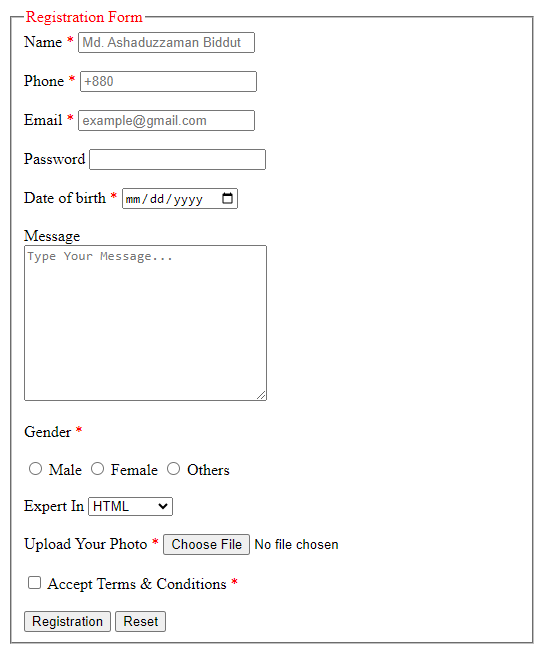 Registration Form
Name * Md. Ashaduzzaman Biddut
Phone * +880
Email * example@gmail.com
Password
Date of birth * mm/dd/yyyy
Message
Type Your Message...
Gender *
Male Female Others
Expert In HTML
Upload Your Photo * Choose File No file chosen
Accept Terms & Conditions *
Registration Reset